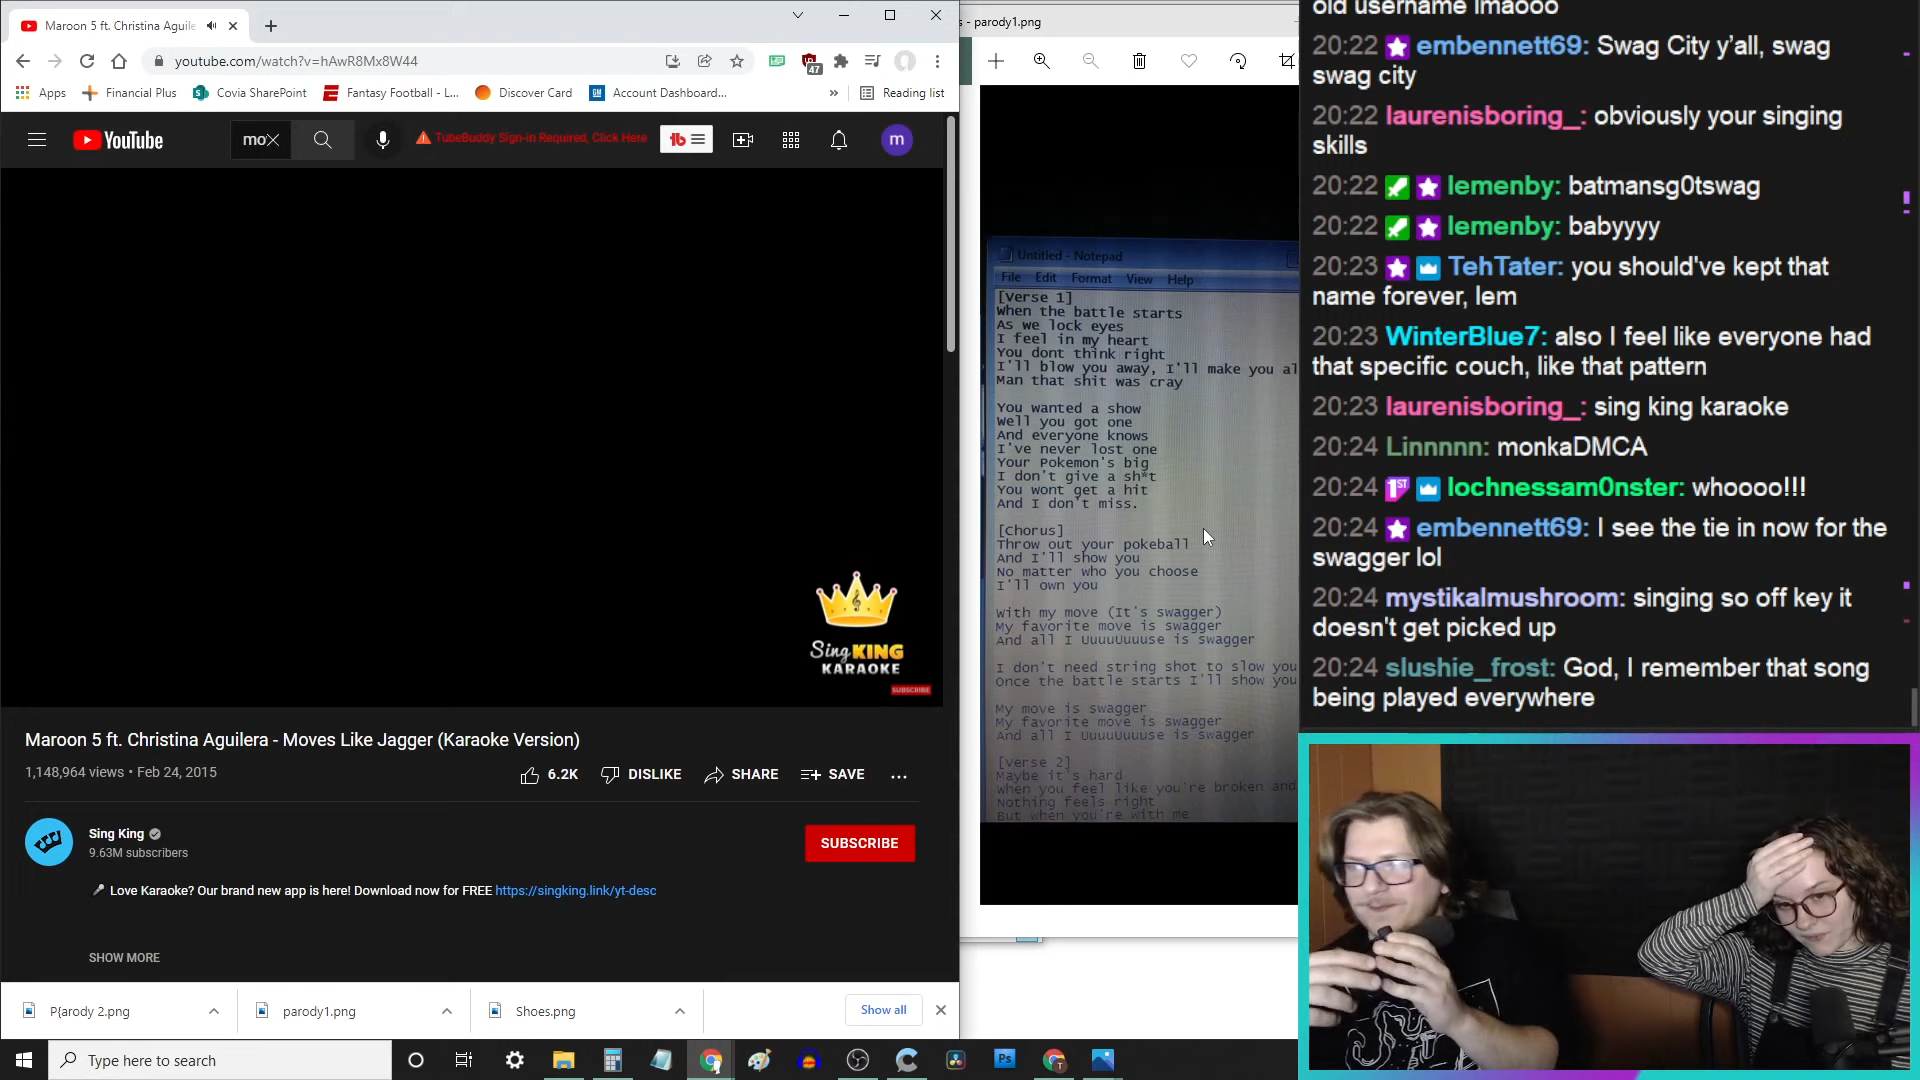 Maroon 5 ft. Christina Aguile
youtube.com/watch?v=hAwR8Mx8W44
47
Apps
Financial Plus
Covia SharePoint
Fantasy Football - L...
Discover Card
Account Dashboard...
»
Reading list
YouTube
mo
TubeBuddy Sign-in Required, Click Here
tb
m
Sing KING
KARAOKE
SUBSCRIBE
Maroon 5 ft. Christina Aguilera - Moves Like Jagger (Karaoke Version)
1,148,964 views • Feb 24, 2015
6.2K
DISLIKE
SHARE
SAVE
...
Sing King
9.63M subscribers
SUBSCRIBE
Love Karaoke? Our brand new app is here! Download now for FREE https://singking.link/yt-desc
SHOW MORE
P{arody 2.png
parody1.png
Shoes.png
Show all
Type here to search
Ps
T
s - parody1.png
Untitled - Notepad
File Edit Format View Help
[Verse 1]
When the battle starts
As we lock eyes
I feel in my heart
You dont think right
I'll blow you away, I'll make you al
Man that shit was cray
You wanted a show
Well you got one
And everyone knows
I've never lost one
Your Pokemon's big
I don't give a sh*t
You wont get a hit
And I don't miss.
[Chorus]
Throw out your pokeball
And I'll show you
No matter who you choose
I'll own you
With my move (It's swagger)
My favorite move is swagger
And all I UuuuUuuuse is swagger
I don't need string shot to slow you
Once the battle starts I'll show you
My move is swagger
My favorite move is swagger
And all I UuuuUuuuse is swagger
[Verse 2]
Maybe it's hard
When you feel like you're broken and
Nothing feels right
But when you're with me
old username lmaooo
20:22 embennett69: Swag City y'all, swag
swag city
20:22 laurenisboring_: obviously your singing
skills
20:22 lemenby: batmansg0tswag
20:22 lemenby: babyyyy
20:23 TehTater: you should've kept that
name forever, lem
20:23 WinterBlue7: also I feel like everyone had
that specific couch, like that pattern
20:23 laurenisboring_: sing king karaoke
20:24 Linnnnn: monkaDMCA
20:24 1ST lochnessam0nster: whoooo!!!
20:24 embennett69: I see the tie in now for the
swagger lol
20:24 mystikalmushroom: singing so off key it
doesn't get picked up
20:24 slushie_frost: God, I remember that song
being played everywhere